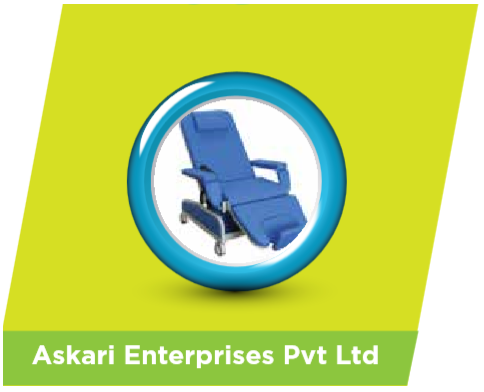 Askari Enterprises Pvt Ltd